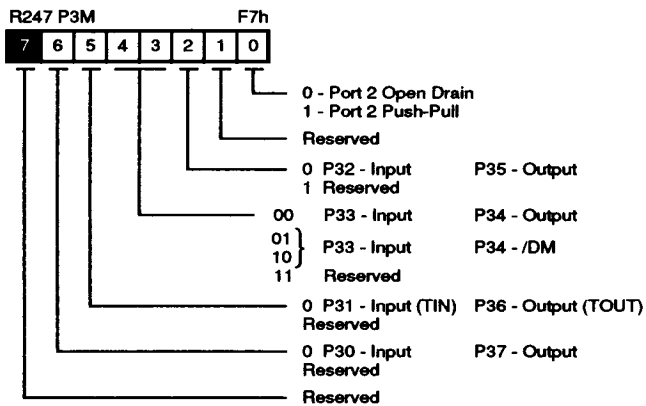 R247 P3M F7h
7 6 5 4 3 2 1 0
0 - Port 2 Open Drain
1 - Port 2 Push-Pull
Reserved
0 P32 - Input P35 - Output
1 Reserved
00 P33 - Input P34 - Output
01
10 } P33 - Input P34 - /DM
11 Reserved
0 P31 - Input (TIN) P36 - Output (TOUT)
Reserved
0 P30 - Input P37 - Output
Reserved
Reserved